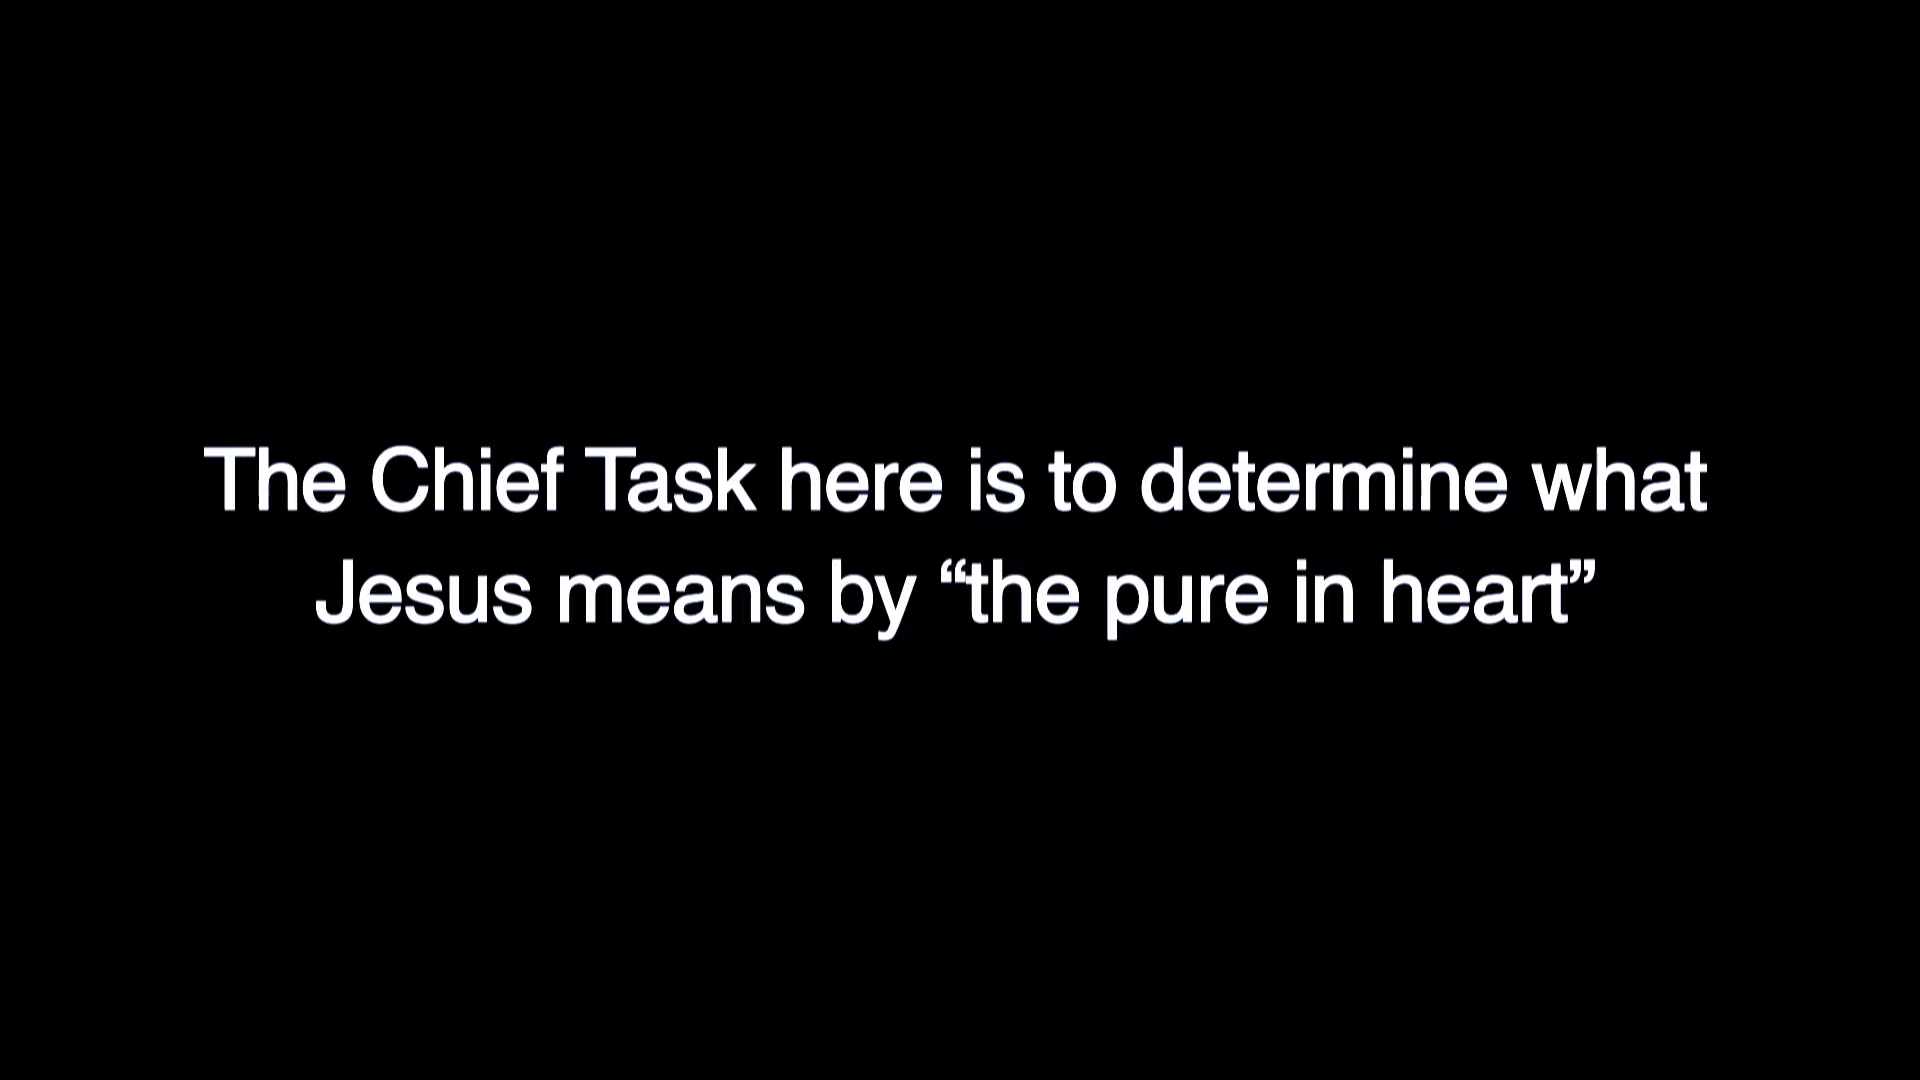 The Chief Task here is to determine what
Jesus means by “the pure in heart”